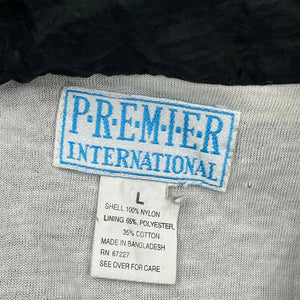 P·R·E·M·I·E·R
INTERNATIONAL
L
SHELL 100% NYLON
LINING 65%, POLYESTER,
35% COTTON
MADE IN BANGLADESH
RN 67227
SEE OVER FOR CARE